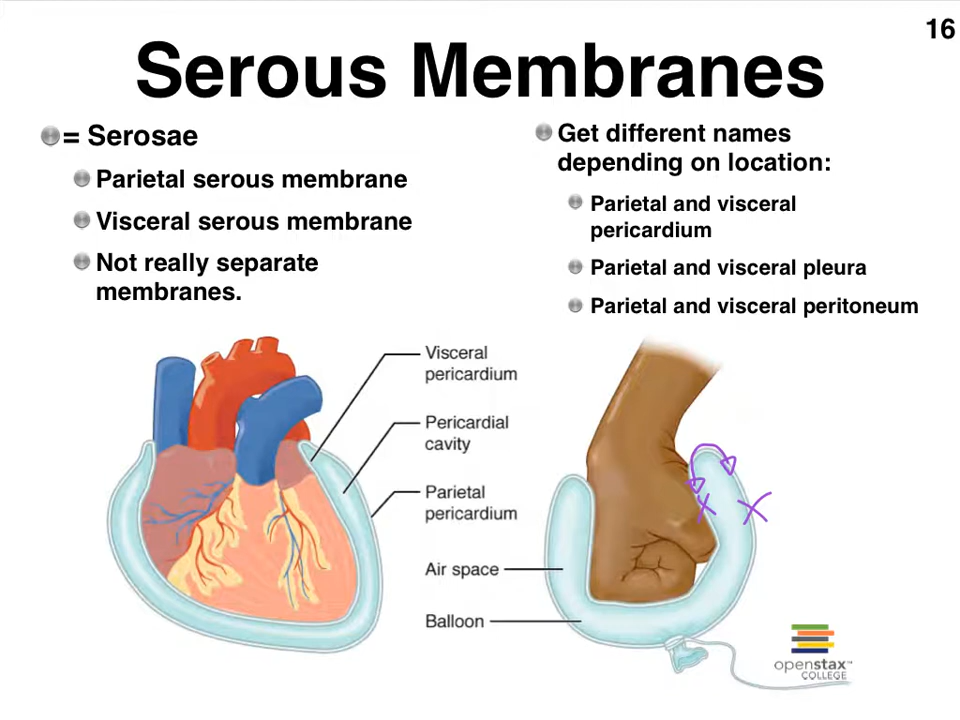 16
Serous Membranes
= Serosae
Parietal serous membrane
Visceral serous membrane
Not really separate
membranes.
Get different names
depending on location:
Parietal and visceral
pericardium
Parietal and visceral pleura
Parietal and visceral peritoneum
Visceral
pericardium
Pericardial
cavity
Parietal
pericardium
Air space
Balloon
openstax™
COLLEGE